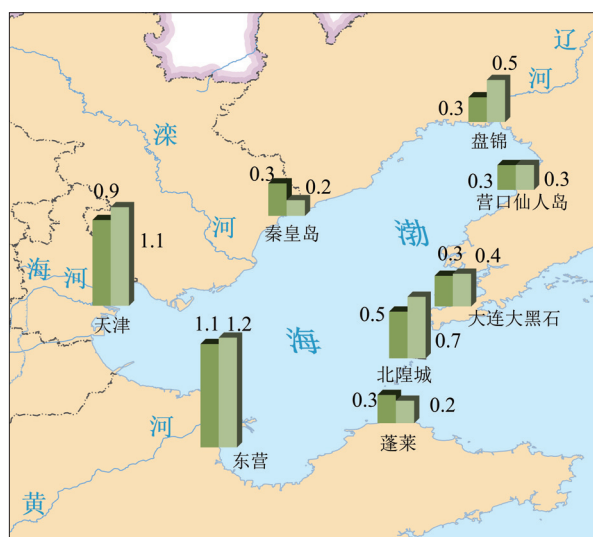 辽
河
0.5
0.3
盘锦
滦
河
0.3
0.2
秦皇岛
0.3
0.3
营口仙人岛
渤
海
0.9
1.1
海河
天津
0.3
0.4
大连大黑石
0.5
0.7
北隍城
1.1
1.2
东营
0.3
0.2
蓬莱
黄
河